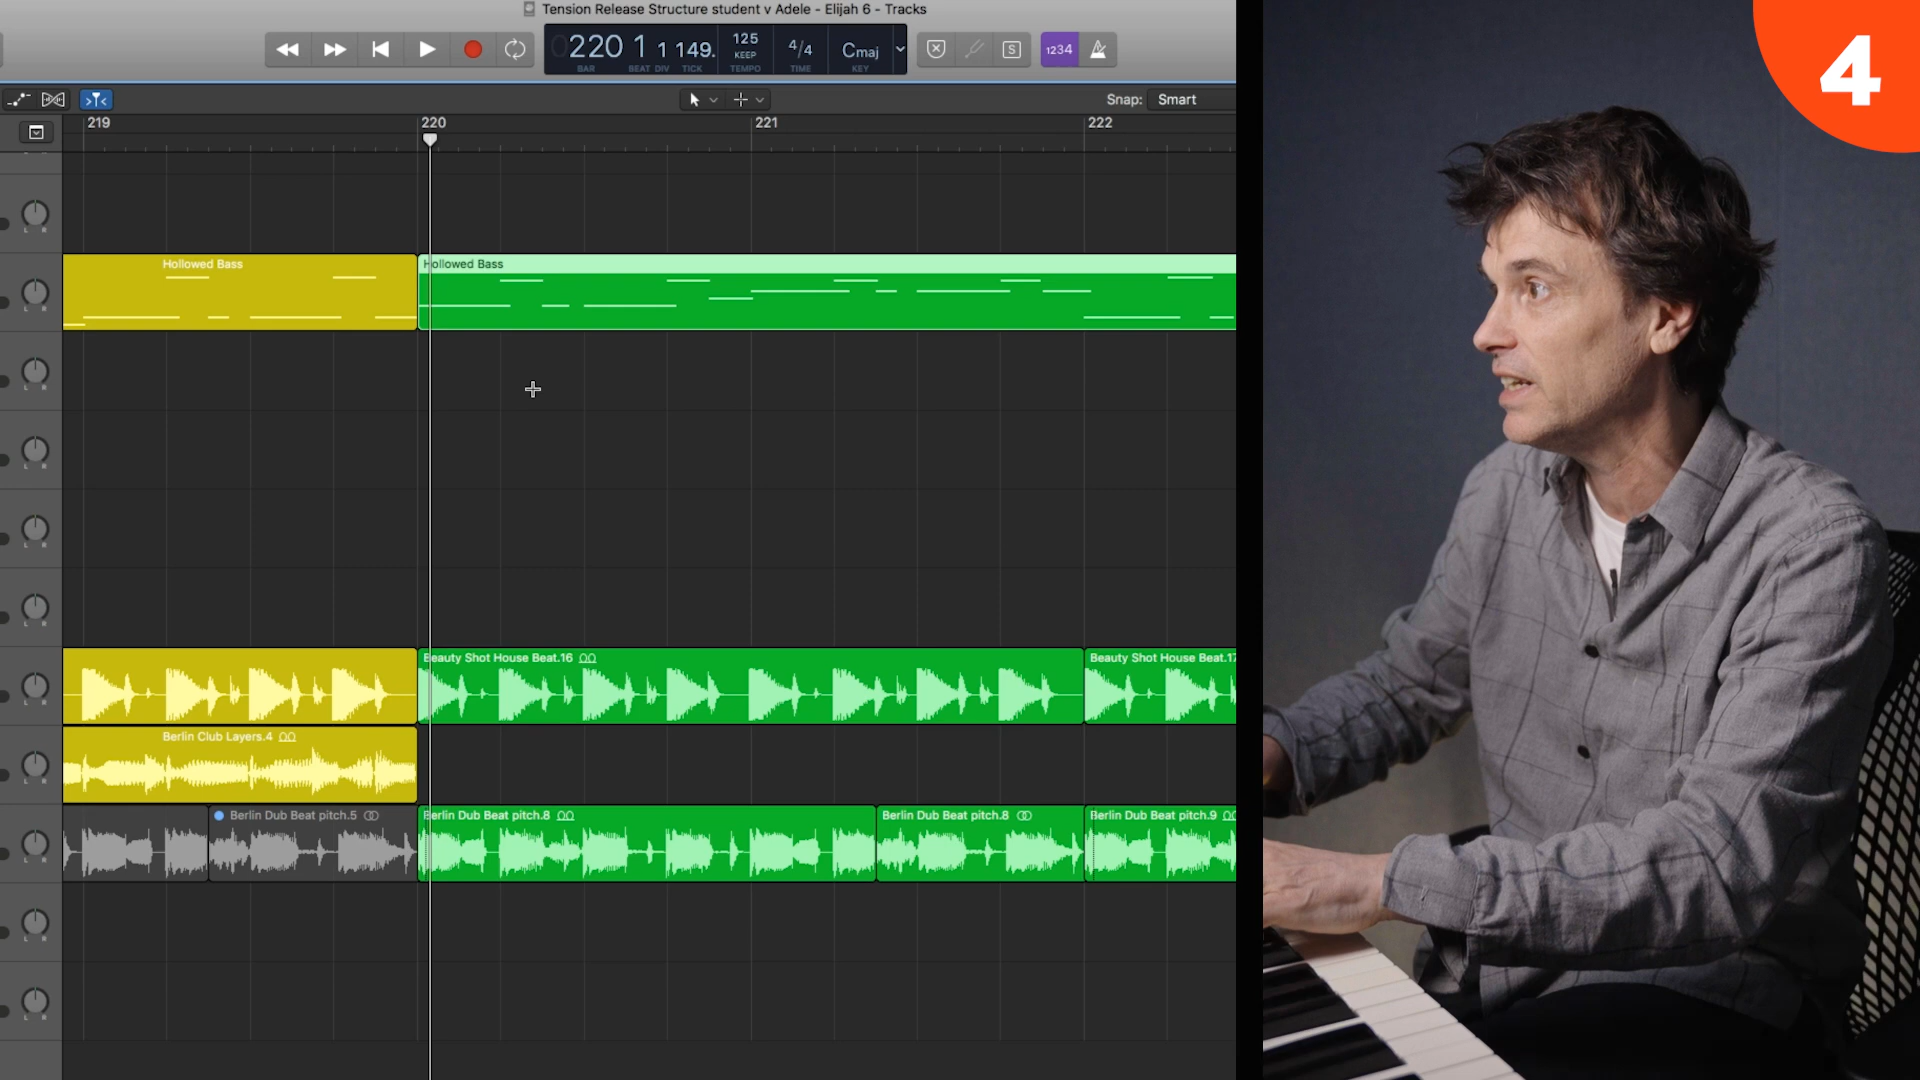 Tension Release Structure student v Adele - Elijah 6 - Tracks
220 1 1 149.
BAR BEAT DIV TICK
125
KEEP
TEMPO
4/4
TIME
Cmaj
KEY
S
1234
4
Snap: Smart
219 220 221 222
Hollowed Bass
Hollowed Bass
Beauty Shot House Beat.16
Beauty Shot House Beat.17
Berlin Club Layers.4
Berlin Dub Beat pitch.5
Berlin Dub Beat pitch.8
Berlin Dub Beat pitch.8
Berlin Dub Beat pitch.9
L R
L R
L R
L R
L R
L R
L R
L R
L R
L R
L R